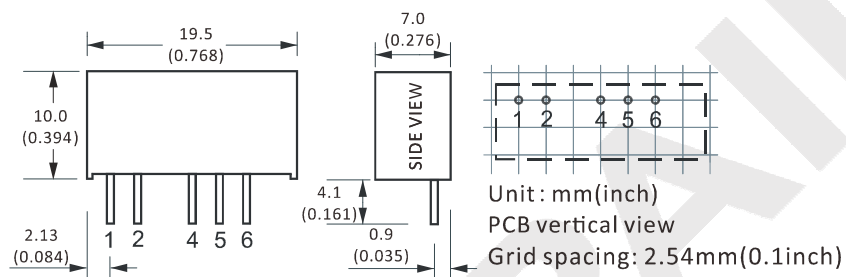 19.5
(0.768)
7.0
(0.276)
10.0
(0.394)
SIDE VIEW
1 2 4 5 6
4.1
(0.161)
2.13
(0.084)
1 2 4 5 6
0.9
(0.035)
Unit : mm(inch)
PCB vertical view
Grid spacing: 2.54mm(0.1inch)